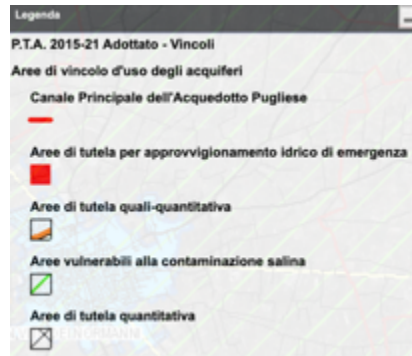 Legenda
P.T.A. 2015-21 Adottato - Vincoli
Aree di vincolo d'uso degli acquiferi
Canale Principale dell'Acquedotto Pugliese
Aree di tutela per approvvigionamento idrico di emergenza
Aree di tutela quali-quantitativa
Aree vulnerabili alla contaminazione salina
Aree di tutela quantitativa